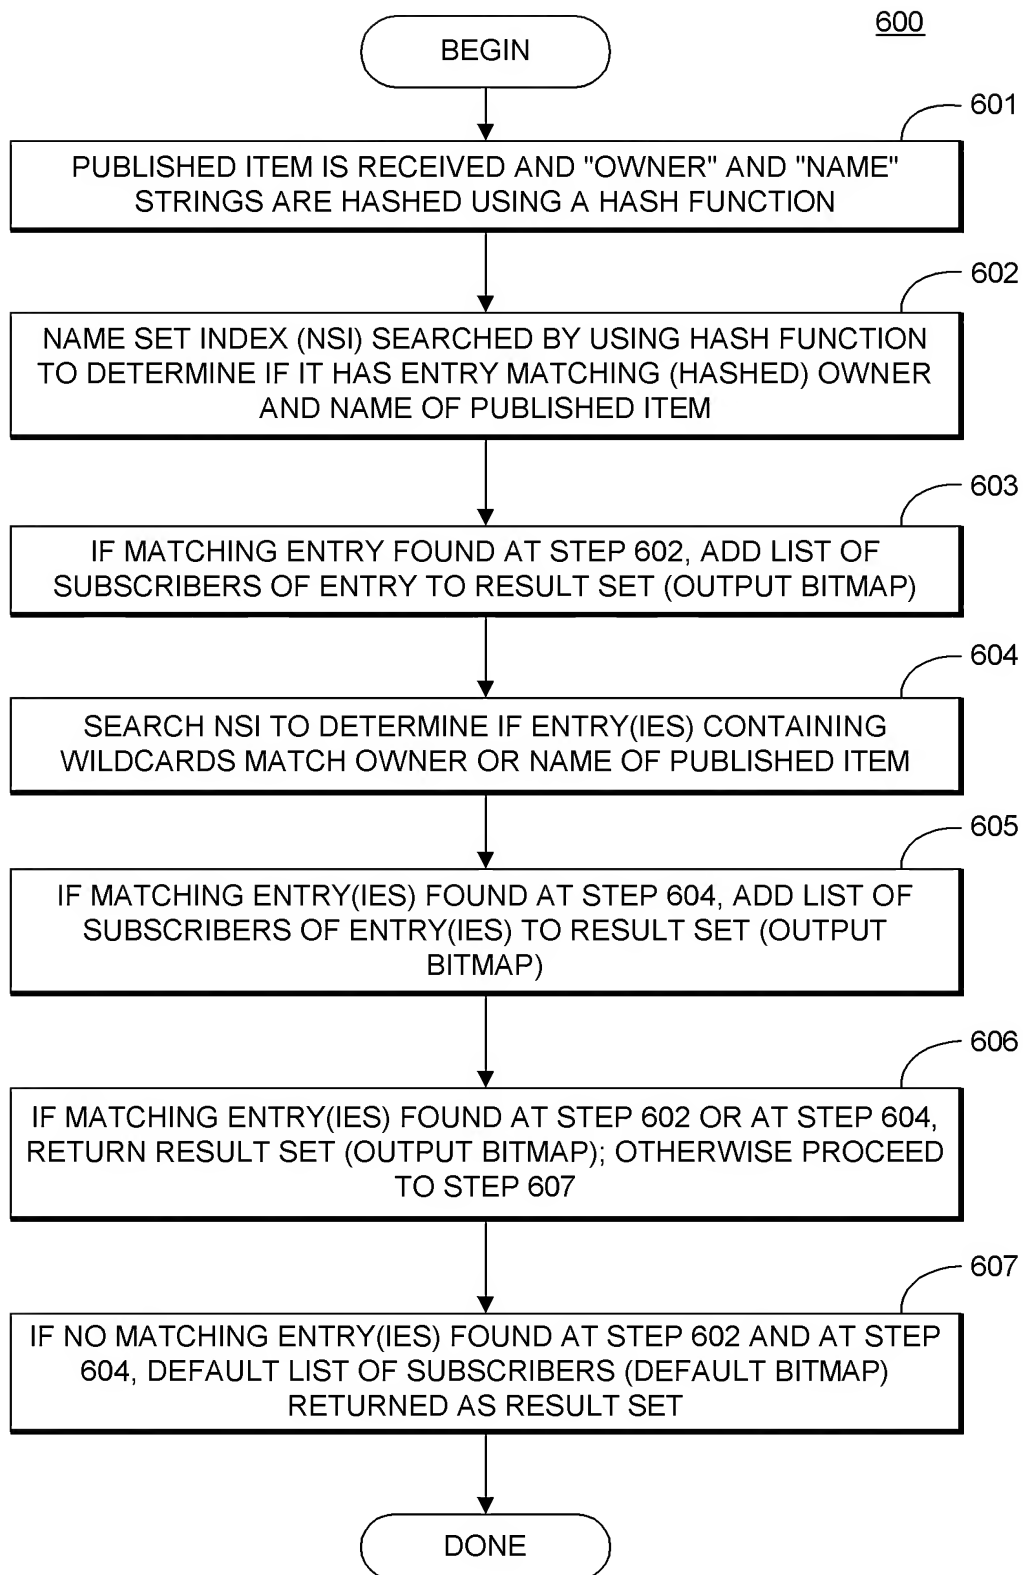 600
BEGIN
601
PUBLISHED ITEM IS RECEIVED AND "OWNER" AND "NAME"
STRINGS ARE HASHED USING A HASH FUNCTION
602
NAME SET INDEX (NSI) SEARCHED BY USING HASH FUNCTION
TO DETERMINE IF IT HAS ENTRY MATCHING (HASHED) OWNER
AND NAME OF PUBLISHED ITEM
603
IF MATCHING ENTRY FOUND AT STEP 602, ADD LIST OF
SUBSCRIBERS OF ENTRY TO RESULT SET (OUTPUT BITMAP)
604
SEARCH NSI TO DETERMINE IF ENTRY(IES) CONTAINING
WILDCARDS MATCH OWNER OR NAME OF PUBLISHED ITEM
605
IF MATCHING ENTRY(IES) FOUND AT STEP 604, ADD LIST OF
SUBSCRIBERS OF ENTRY(IES) TO RESULT SET (OUTPUT
BITMAP)
606
IF MATCHING ENTRY(IES) FOUND AT STEP 602 OR AT STEP 604,
RETURN RESULT SET (OUTPUT BITMAP); OTHERWISE PROCEED
TO STEP 607
607
IF NO MATCHING ENTRY(IES) FOUND AT STEP 602 AND AT STEP
604, DEFAULT LIST OF SUBSCRIBERS (DEFAULT BITMAP)
RETURNED AS RESULT SET
DONE